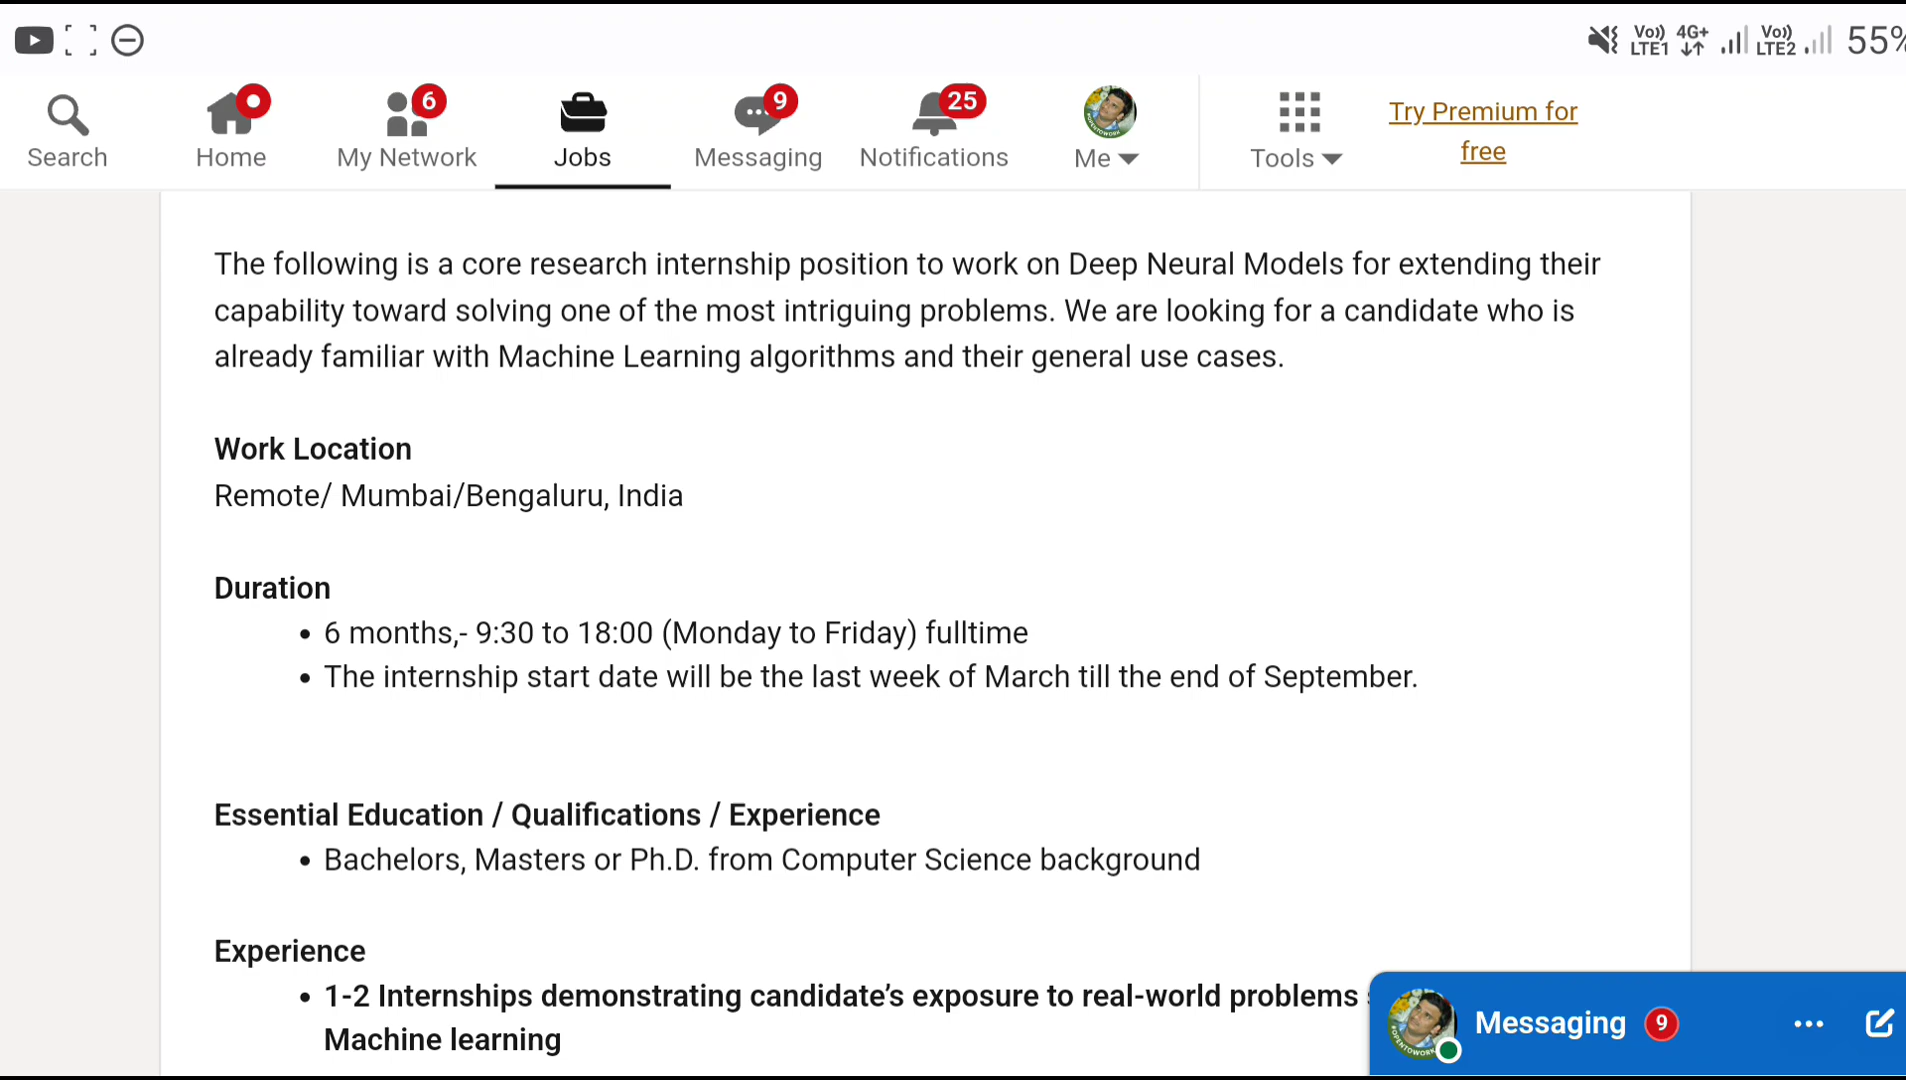 Vo)) LTE1 4G+ Vo)) LTE2 55%
6 9 25
Search Home My Network Jobs Messaging Notifications Me Tools
Try Premium for
free
The following is a core research internship position to work on Deep Neural Models for extending their
capability toward solving one of the most intriguing problems. We are looking for a candidate who is
already familiar with Machine Learning algorithms and their general use cases.
Work Location
Remote/ Mumbai/Bengaluru, India
Duration
• 6 months,- 9:30 to 18:00 (Monday to Friday) fulltime
• The internship start date will be the last week of March till the end of September.
Essential Education / Qualifications / Experience
• Bachelors, Masters or Ph.D. from Computer Science background
Experience
• 1-2 Internships demonstrating candidate’s exposure to real-world problems
Machine learning
#OPENTOWORK
Messaging 9